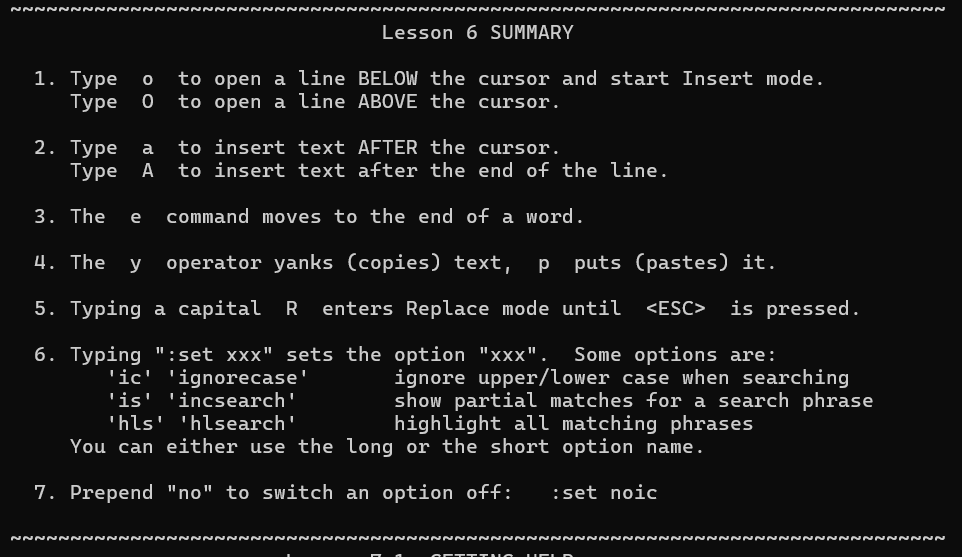 ~~~~~~~~~~~~~~~~~~~~~~~~~~~~~~~~~~~~~~~~~~~~~~~~~~~~~~~~~~~~~~~~~~~~~~~~~~~~~~
Lesson 6 SUMMARY
1. Type  o  to open a line BELOW the cursor and start Insert mode.
Type  O  to open a line ABOVE the cursor.
2. Type  a  to insert text AFTER the cursor.
Type  A  to insert text after the end of the line.
3. The  e  command moves to the end of a word.
4. The  y  operator yanks (copies) text,  p  puts (pastes) it.
5. Typing a capital  R  enters Replace mode until  <ESC>  is pressed.
6. Typing ":set xxx" sets the option "xxx".  Some options are:
'ic' 'ignorecase'       ignore upper/lower case when searching
'is' 'incsearch'        show partial matches for a search phrase
'hls' 'hlsearch'        highlight all matching phrases
You can either use the long or the short option name.
7. Prepend "no" to switch an option off:   :set noic
~~~~~~~~~~~~~~~~~~~~~~~~~~~~~~~~~~~~~~~~~~~~~~~~~~~~~~~~~~~~~~~~~~~~~~~~~~~~~~
7.1  GETTING HELP